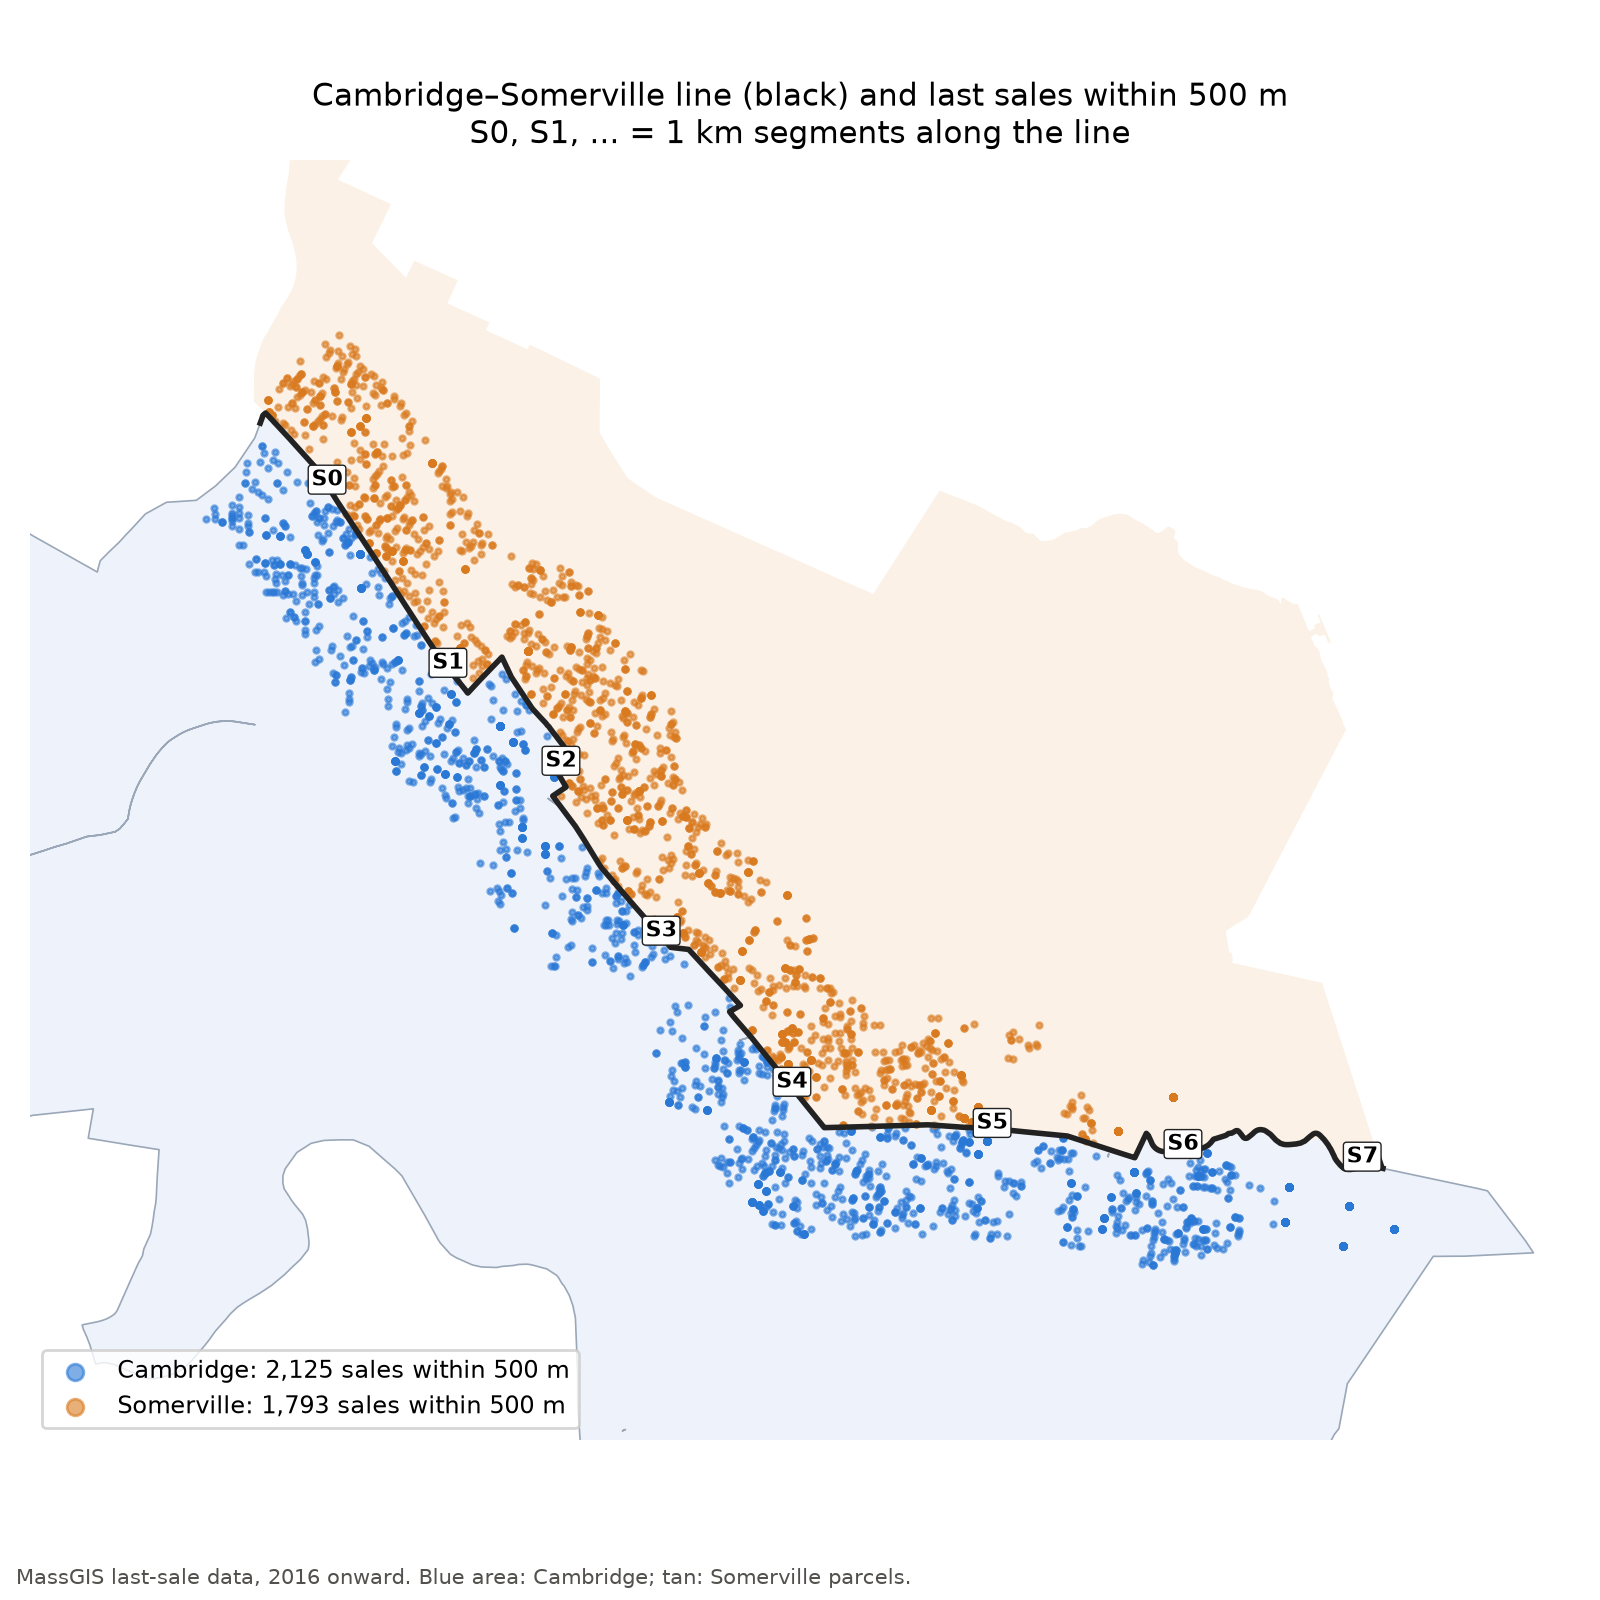 Cambridge–Somerville line (black) and last sales within 500 m
S0, S1, ... = 1 km segments along the line
S0
S1
S2
S3
S4
S5
S6
S7
Cambridge: 2,125 sales within 500 m
Somerville: 1,793 sales within 500 m
MassGIS last-sale data, 2016 onward. Blue area: Cambridge; tan: Somerville parcels.